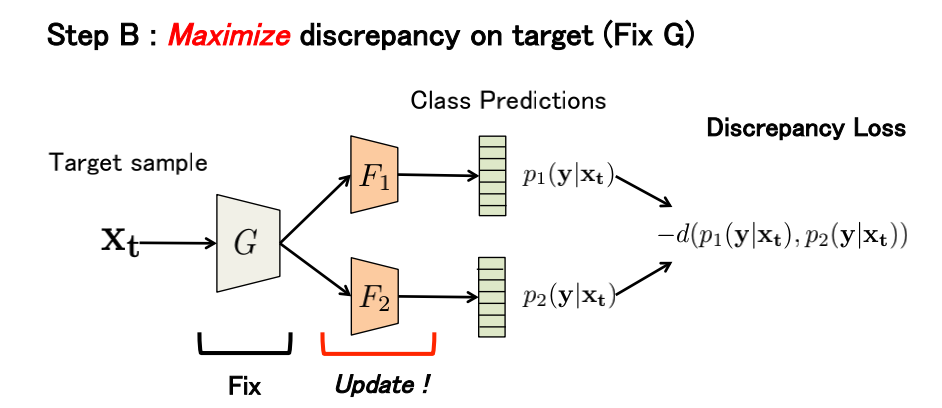 Step B : Maximize discrepancy on target (Fix G)
Class Predictions
Discrepancy Loss
Target sample
F₁
p₁(y|xₜ)
xₜ
G
−d(p₁(y|xₜ), p₂(y|xₜ))
F₂
p₂(y|xₜ)
Fix
Update !